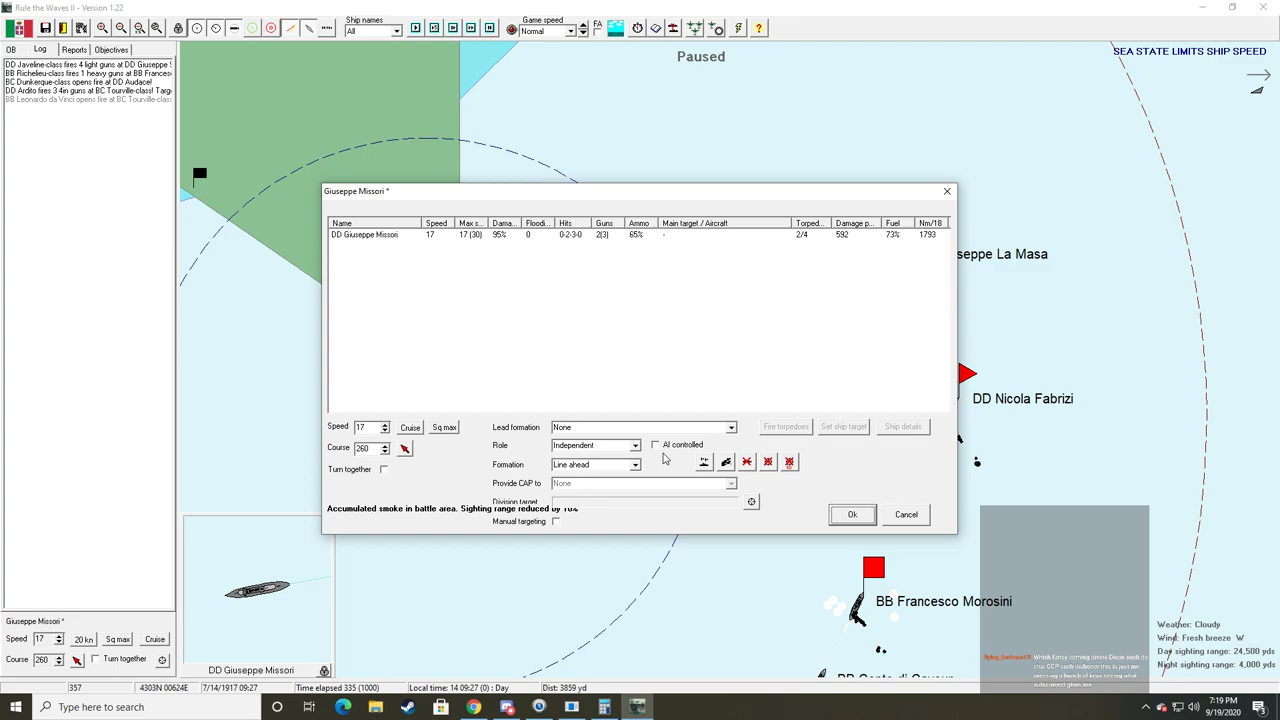 Rule the Waves II - Version 1.22
Ship names
All
Game speed
Normal
FA
OB
Log
Reports
Objectives
SEA STATE LIMITS SHIP SPEED
Paused
DD Javeline-class fires 4 light guns at DD Giuseppe
BB Richelieu-class fires 1 heavy guns at BB Frances
BC Dunkerque-class opens fire at DD Audace!
DD Ardito fires 3 4in guns at BC Tourville-class! Targe
BB Leonardo da Vinci opens fire at BC Tourville-class
Giuseppe Missori *
Name Speed Max s... Dama... Floodi... Hits Guns Ammo Main target / Aircraft Torped... Damage p... Fuel Nm/18
DD Giuseppe Missori 17 17 (30) 95% 0 0-2-3-0 2(3) 65% - 2/4 592 73% 1793
seppe La Masa
DD Nicola Fabrizi
Speed 17 Cruise Sq max
Lead formation None
Fire torpedoes Set ship target Ship details
Course 260
Role Independent AI controlled
Turn together
Formation Line ahead
Provide CAP to None
Division target
Accumulated smoke in battle area. Sighting range reduced by 10%
Manual targeting
Ok Cancel
BB Francesco Morosini
Giuseppe Missori *
Speed 17 20 kn Sq max Cruise
Course 260 Turn together
DD Giuseppe Missori
Weather: Cloudy
Wind: Fresh breeze W
Day sighting range: 24,500 yds
Night sighting range: 4,000 yds
357 4303N 00624E 7/14/1917 09:27 Time elapsed 335 (1000) Local time: 14:09:27 (0) : Day Dist: 3859 yd
Type here to search
7:19 PM
9/19/2020